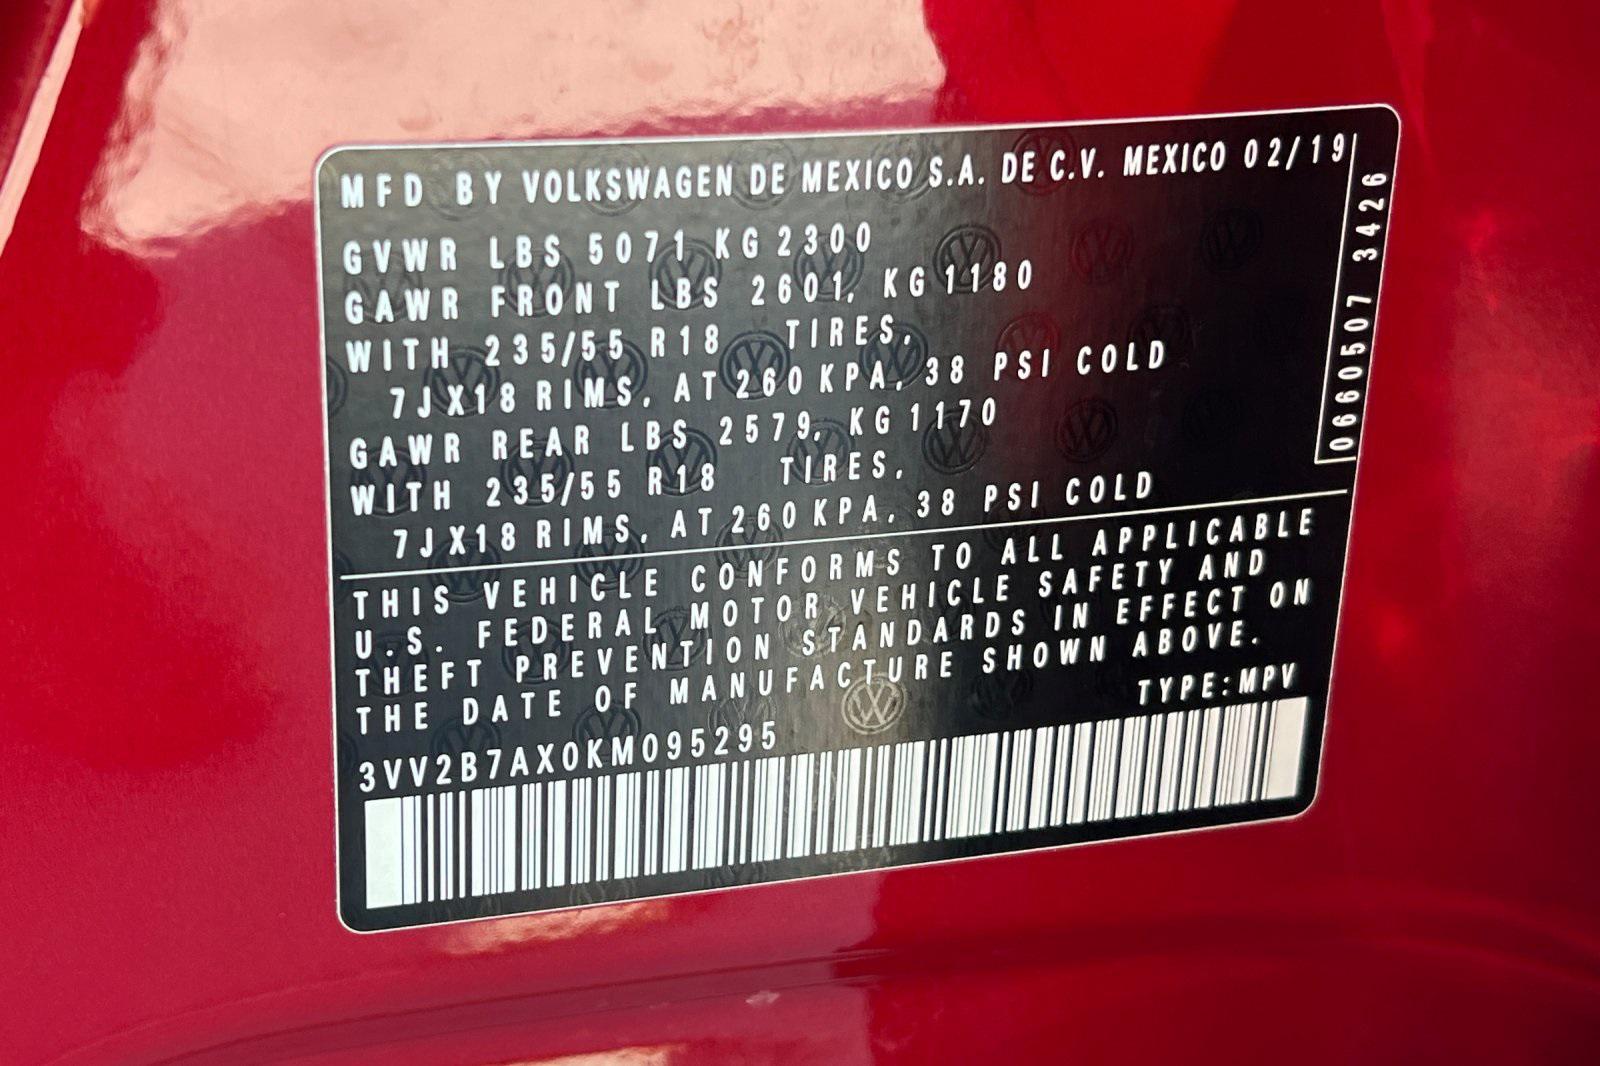 MFD BY VOLKSWAGEN DE MEXICO S.A. DE C.V. MEXICO 02/19
GVWR LBS 5071 KG 2300
GAWR FRONT LBS 2601, KG 1180
WITH 235/55 R18 TIRES,
7JX18 RIMS, AT 260 KPA, 38 PSI COLD
GAWR REAR LBS 2579, KG 1170
WITH 235/55 R18 TIRES,
7JX18 RIMS, AT 260 KPA, 38 PSI COLD
0660507 3426
THIS VEHICLE CONFORMS TO ALL APPLICABLE
U.S. FEDERAL MOTOR VEHICLE SAFETY AND
THEFT PREVENTION STANDARDS IN EFFECT ON
THE DATE OF MANUFACTURE SHOWN ABOVE.
TYPE:MPV
3VV2B7AX0KM095295